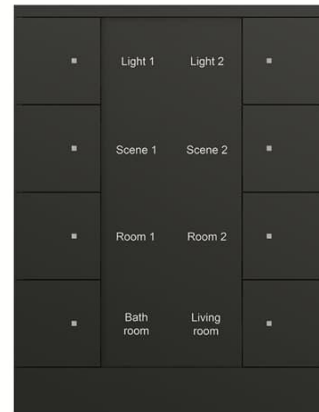 Light 1 Light 2
Scene 1 Scene 2
Room 1 Room 2
Bath Living
room room